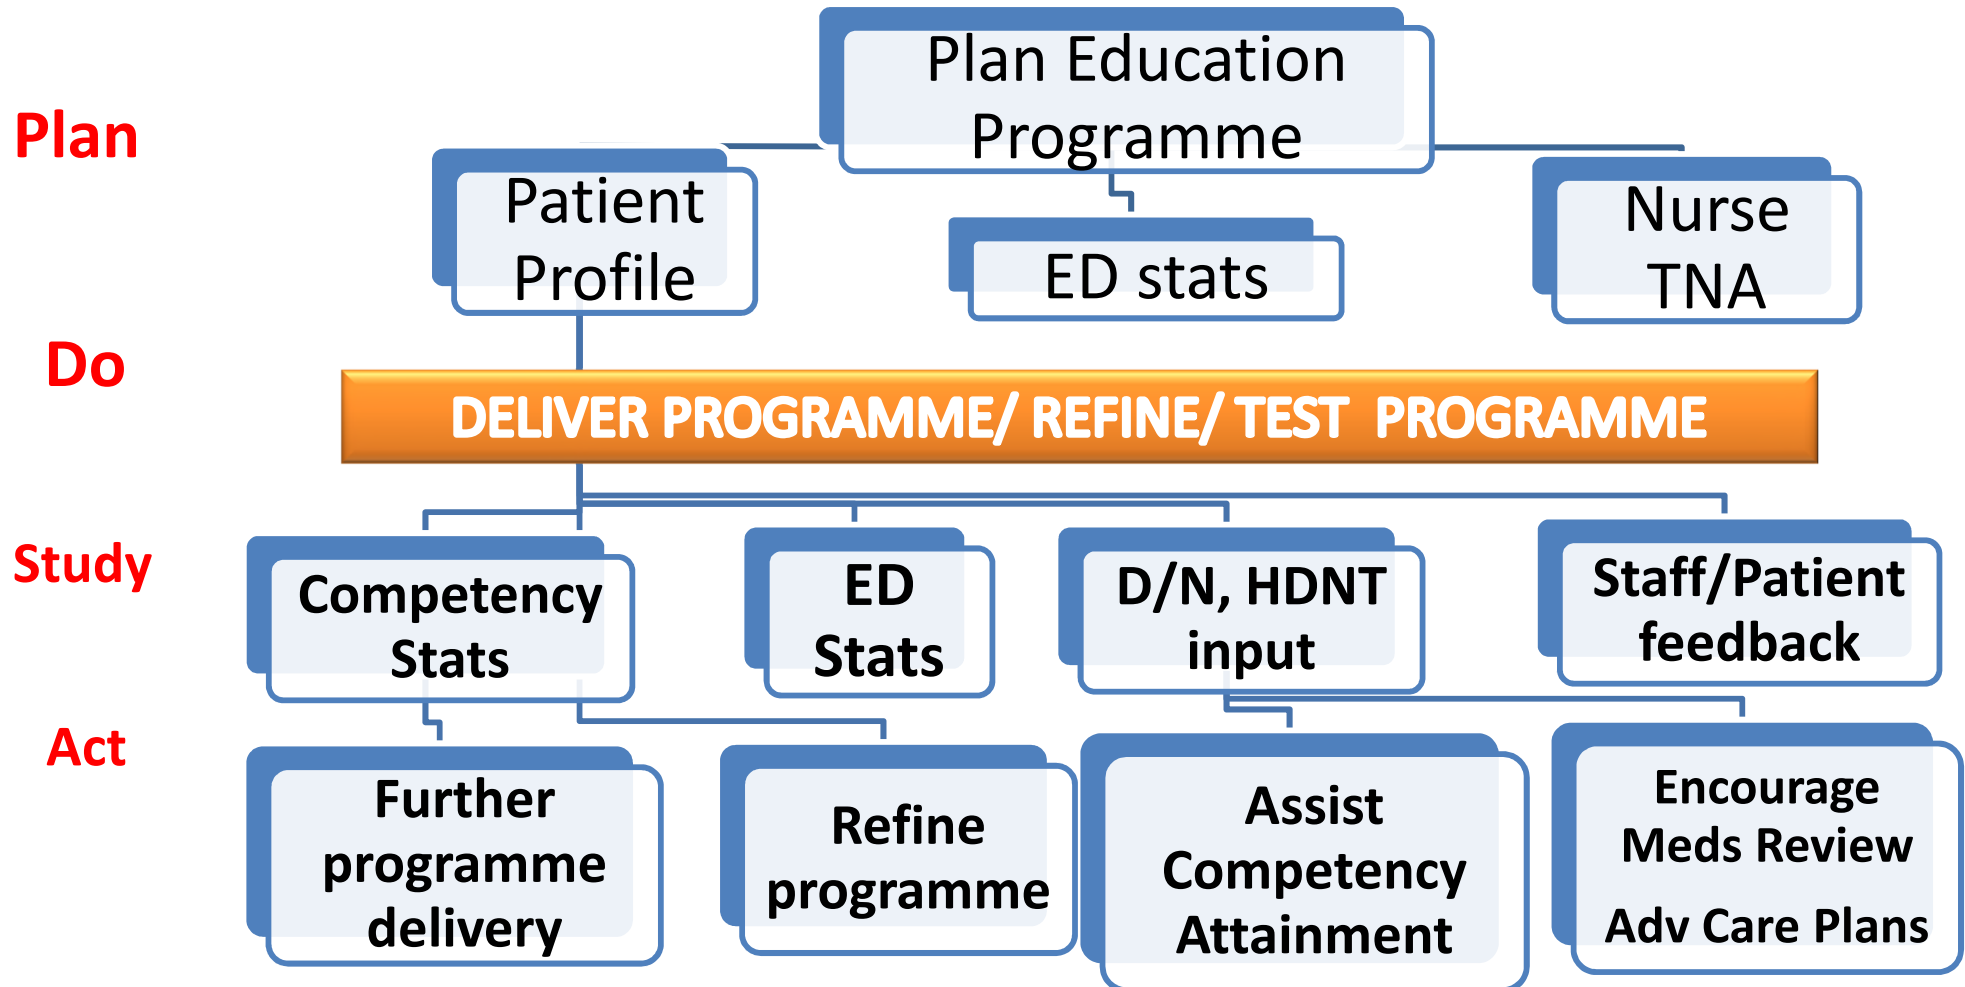 Plan
Plan Education
Programme
Patient
Profile
ED stats
Nurse
TNA
Do
DELIVER PROGRAMME/ REFINE/ TEST  PROGRAMME
Study
Competency
Stats
ED
Stats
D/N, HDNT
input
Staff/Patient
feedback
Act
Further
programme
delivery
Refine
programme
Assist
Competency
Attainment
Encourage
Meds Review
Adv Care Plans